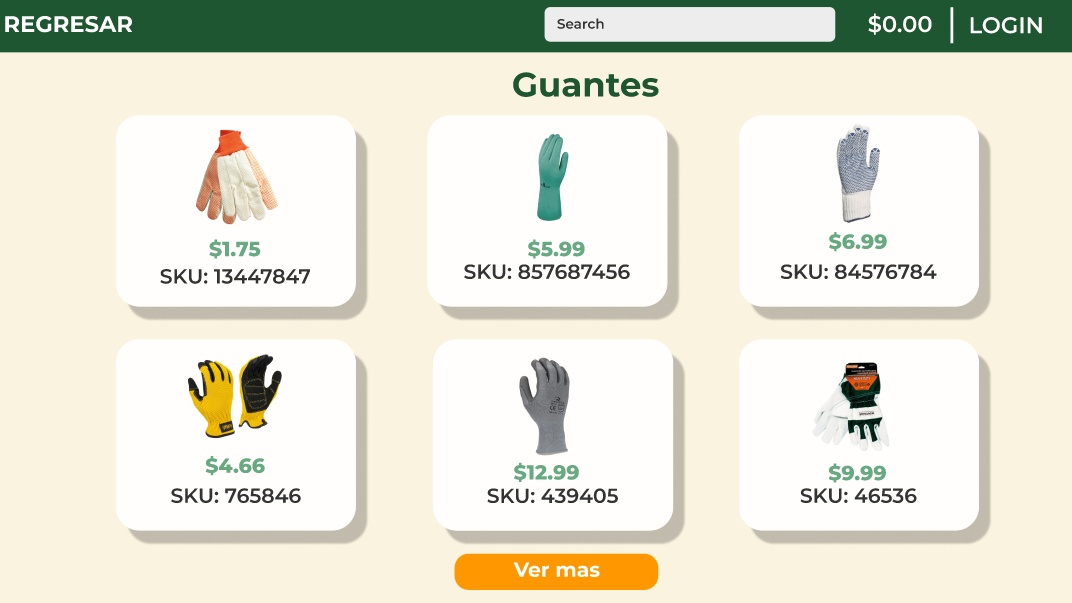 REGRESAR
Search
$0.00
LOGIN
Guantes
$1.75
SKU: 13447847
$5.99
SKU: 857687456
$6.99
SKU: 84576784
$4.66
SKU: 765846
$12.99
SKU: 439405
$9.99
SKU: 46536
Ver mas